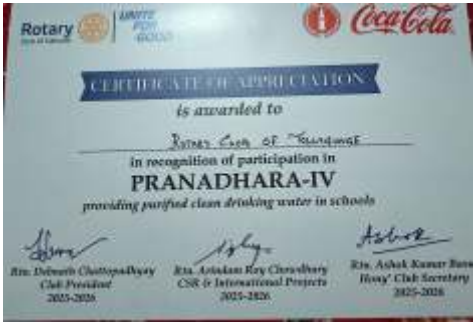 Rotary
UNITE
FOR
GOOD
Coca-Cola
CERTIFICATE OF APPRECIATION
is awarded to
Rotary Club of
in recognition of participation in
PRANADHARA-IV
providing purified clean drinking water in schools
Rtn. Debnath Chattopadhyay
Club President
2025-2026
Rtn. Arindam Roy Chowdhury
CSR & International Projects
2025-2026
Ashok
Rtn. Ashok Kumar
Hony' Club Secretary
2025-2026